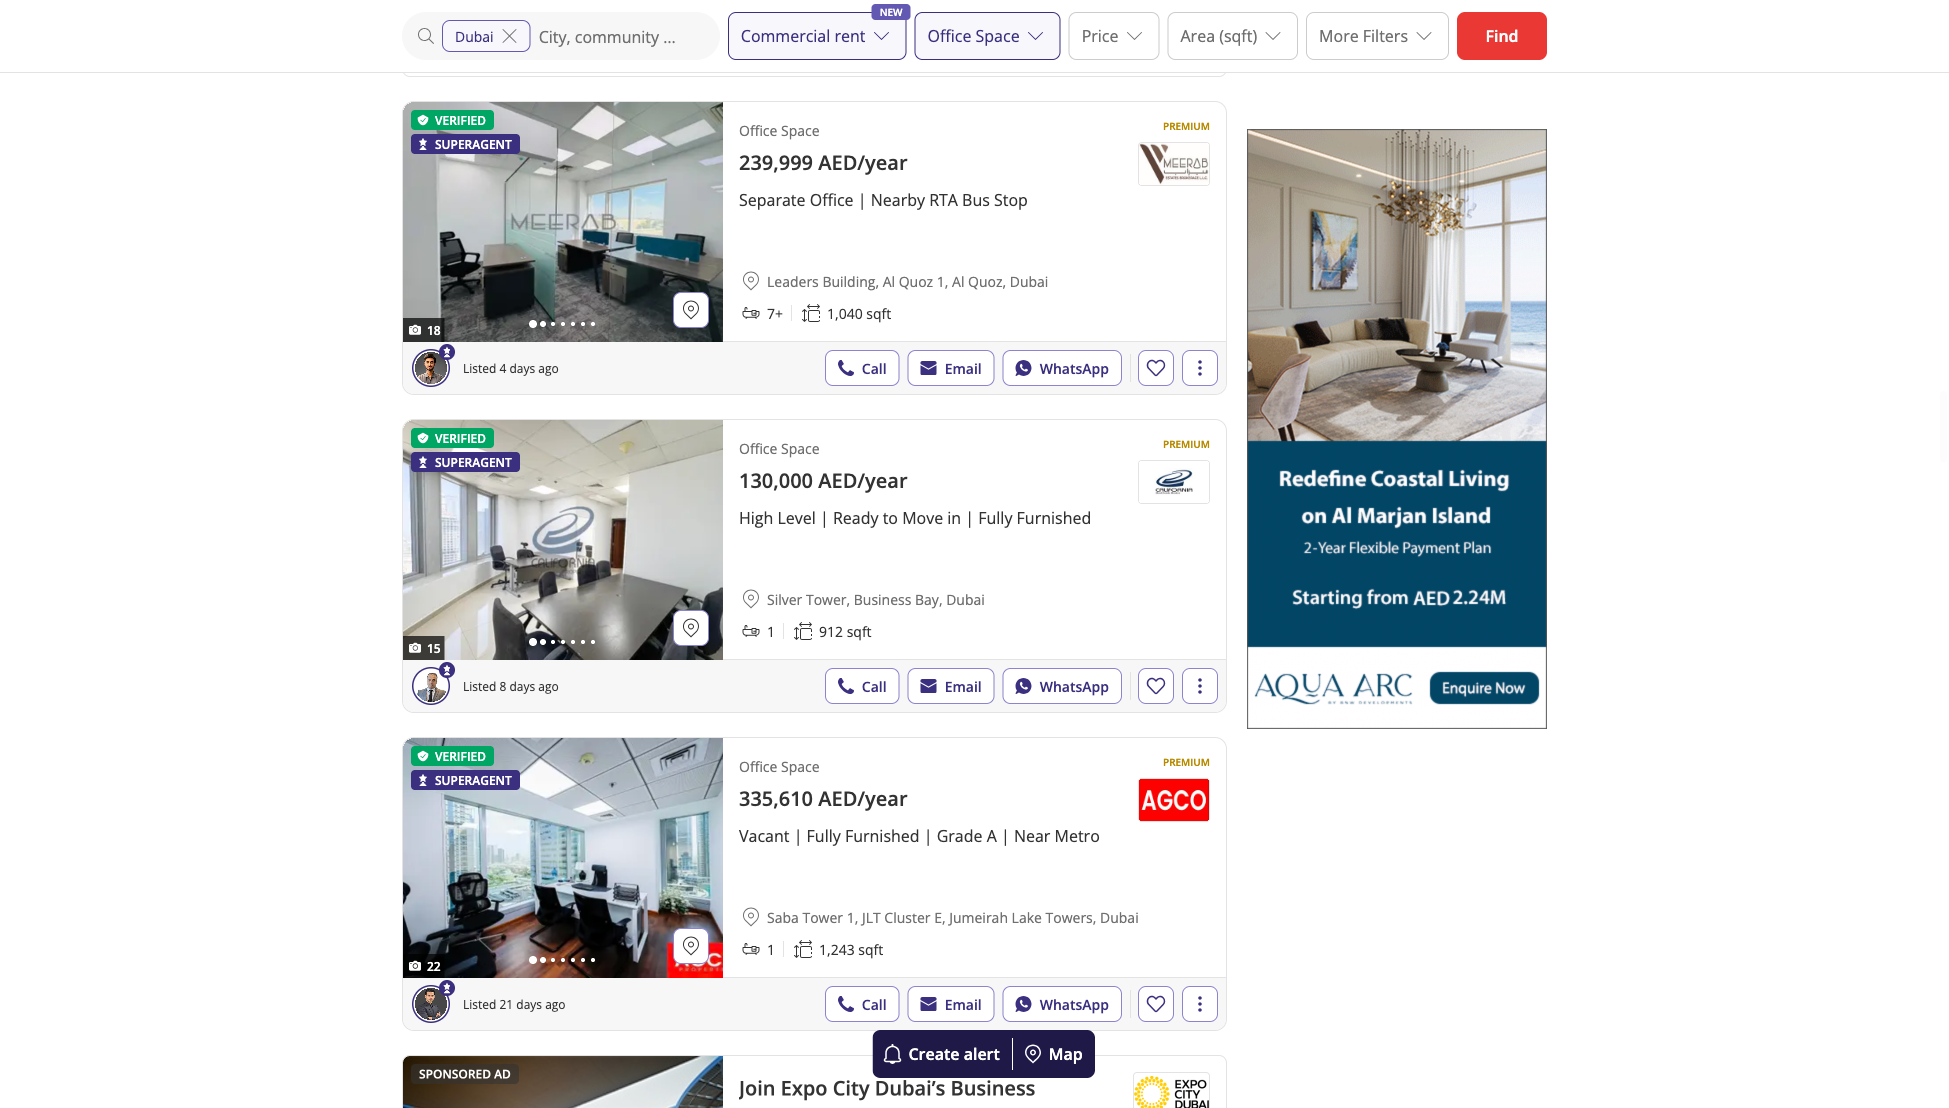 Dubai
City, community ...
NEW
Commercial rent
Office Space
Price
Area (sqft)
More Filters
Find
VERIFIED
SUPERAGENT
MEERAB
18
Office Space
PREMIUM
239,999 AED/year
MEERAB
Separate Office | Nearby RTA Bus Stop
Leaders Building, Al Quoz 1, Al Quoz, Dubai
7+
1,040 sqft
Listed 4 days ago
Call
Email
WhatsApp
VERIFIED
SUPERAGENT
CALIFORNIA
15
Office Space
PREMIUM
130,000 AED/year
CALIFORNIA
High Level | Ready to Move in | Fully Furnished
Silver Tower, Business Bay, Dubai
1
912 sqft
Listed 8 days ago
Call
Email
WhatsApp
VERIFIED
SUPERAGENT
22
Office Space
PREMIUM
335,610 AED/year
AGCO
Vacant | Fully Furnished | Grade A | Near Metro
Saba Tower 1, JLT Cluster E, Jumeirah Lake Towers, Dubai
1
1,243 sqft
Listed 21 days ago
Call
Email
WhatsApp
Create alert
Map
SPONSORED AD
Join Expo City Dubai’s Business
EXPO
CITY
DUBAI
Redefine Coastal Living
on Al Marjan Island
2-Year Flexible Payment Plan
Starting from AED 2.24M
AQUA ARC
BY BNW DEVELOPMENTS
Enquire Now